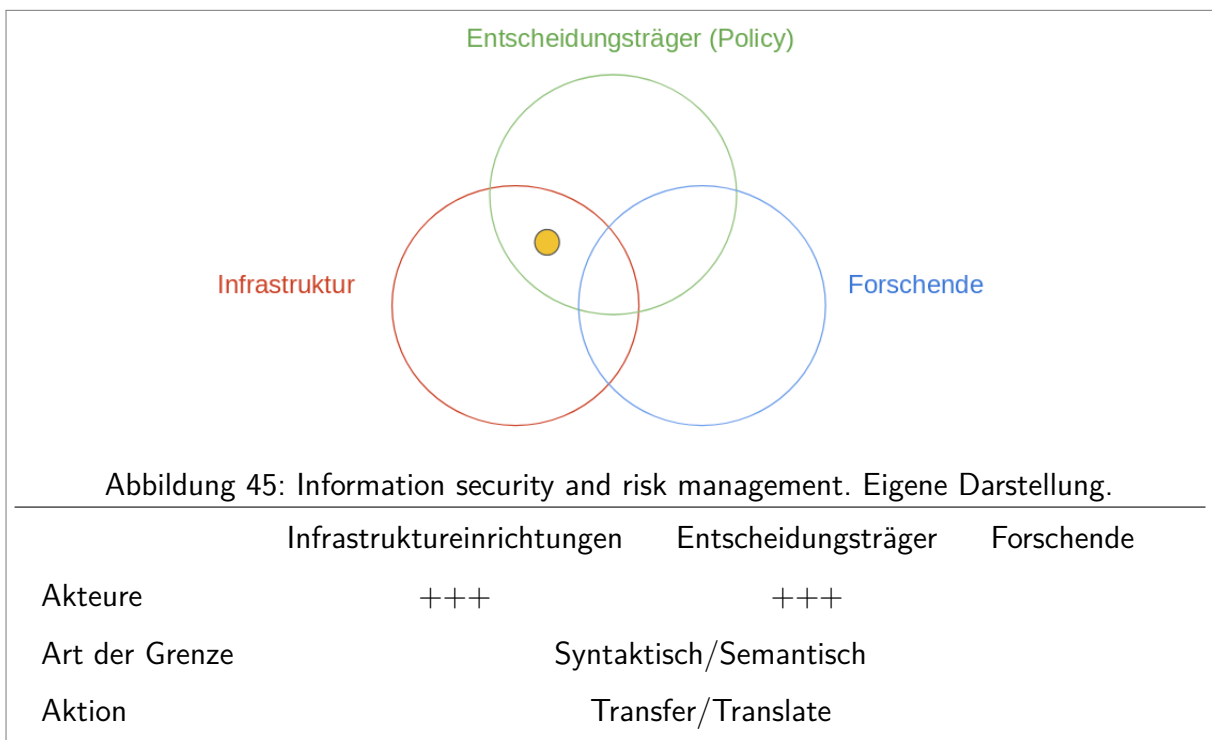 Entscheidungsträger (Policy)
Infrastruktur
Forschende
Abbildung 45: Information security and risk management. Eigene Darstellung.
Infrastruktureinrichtungen Entscheidungsträger Forschende
Akteure +++ +++
Art der Grenze Syntaktisch/Semantisch
Aktion Transfer/Translate